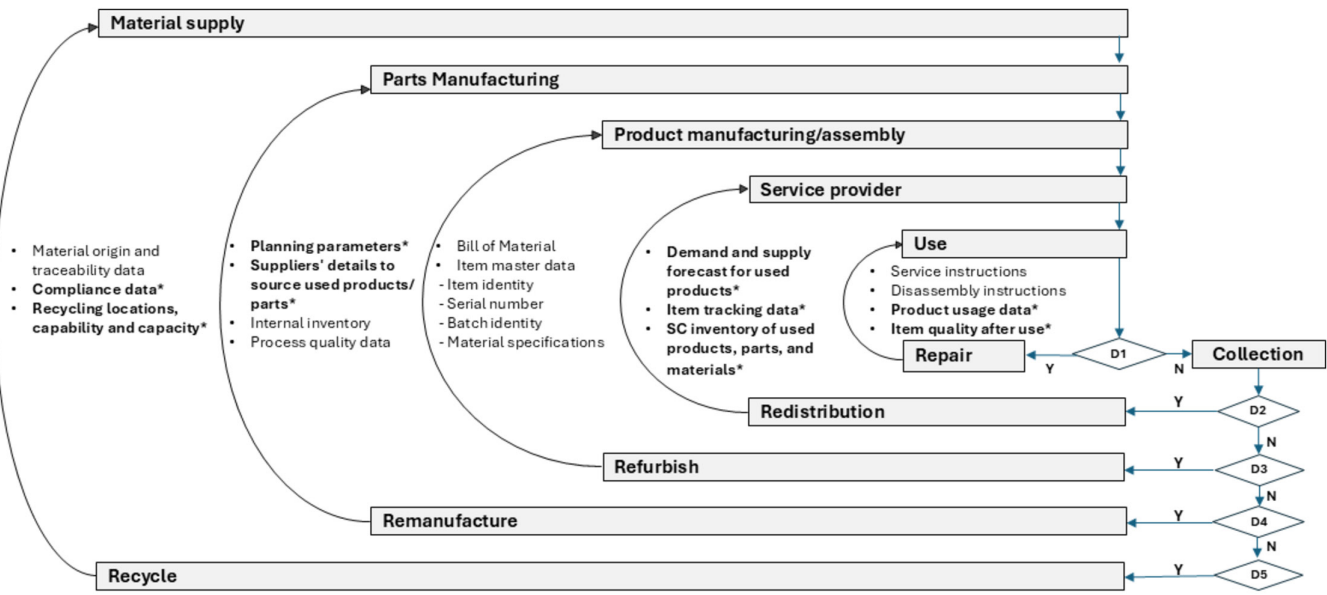 Material supply
Parts Manufacturing
Product manufacturing/assembly
Service provider
Use
• Material origin and
traceability data
• Compliance data*
• Recycling locations,
capability and capacity*
• Planning parameters*
• Suppliers' details to
source used products/
parts*
• Internal inventory
• Process quality data
• Bill of Material
• Item master data
- Item identity
- Serial number
- Batch identity
- Material specifications
• Demand and supply
forecast for used
products*
• Item tracking data*
• SC inventory of used
products, parts, and
materials*
• Service instructions
• Disassembly instructions
• Product usage data*
• Item quality after use*
Repair
Y
D1
N
Collection
Redistribution
Y
D2
N
Refurbish
Y
D3
N
Remanufacture
Y
D4
N
Recycle
Y
D5